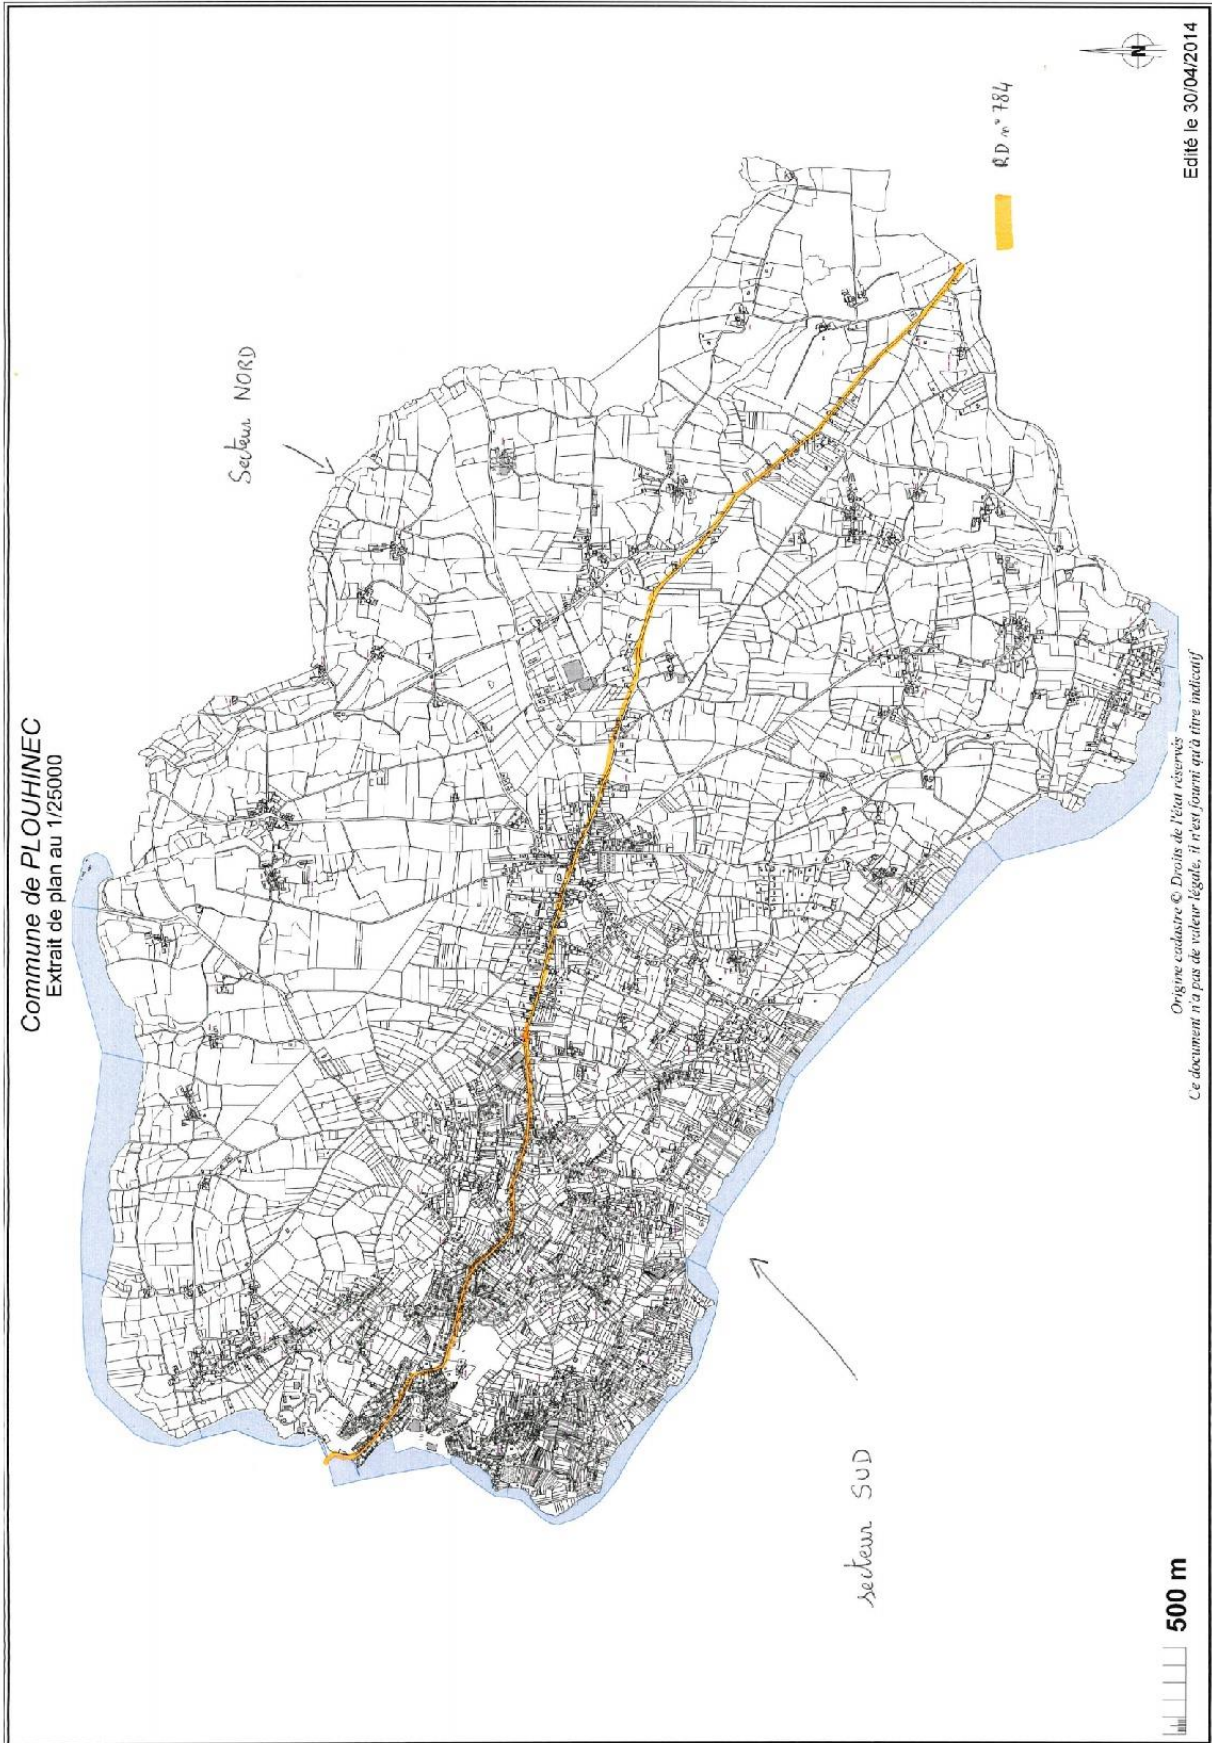 Commune de PLOUHINEC
Extrait de plan au 1/25000
Secteur NORD
N
RD n° 784
secteur SUD
500 m
Origine cadastre © Droits de l'état réservés
Ce document n'a pas de valeur légale, il n'est fourni qu'à titre indicatif
Edité le 30/04/2014